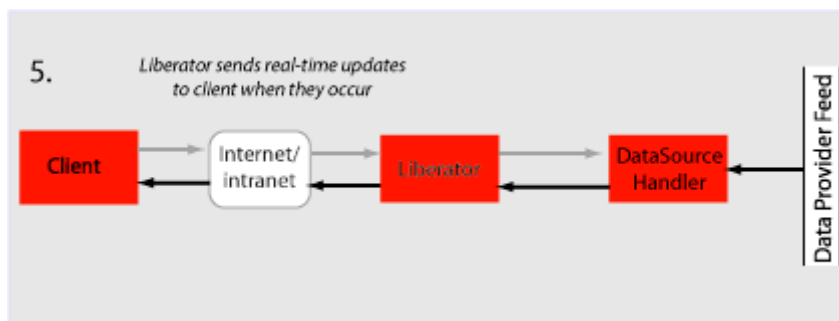 5.
Liberator sends real-time updates
to client when they occur
Client
Internet/
intranet
Liberator
DataSource
Handler
Data Provider Feed